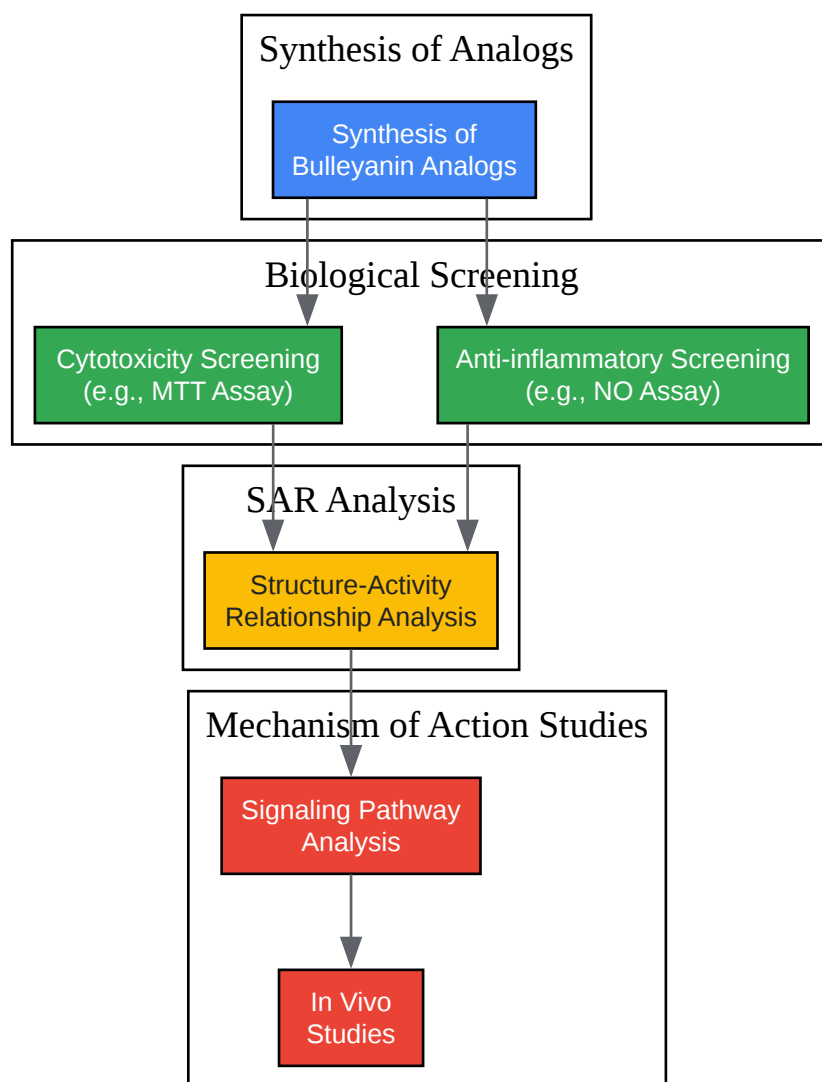 Synthesis of Analogs
Synthesis of
Bulleyanin Analogs
Biological Screening
Cytotoxicity Screening
(e.g., MTT Assay)
Anti-inflammatory Screening
(e.g., NO Assay)
SAR Analysis
Structure-Activity
Relationship Analysis
Mechanism of Action Studies
Signaling Pathway
Analysis
In Vivo
Studies